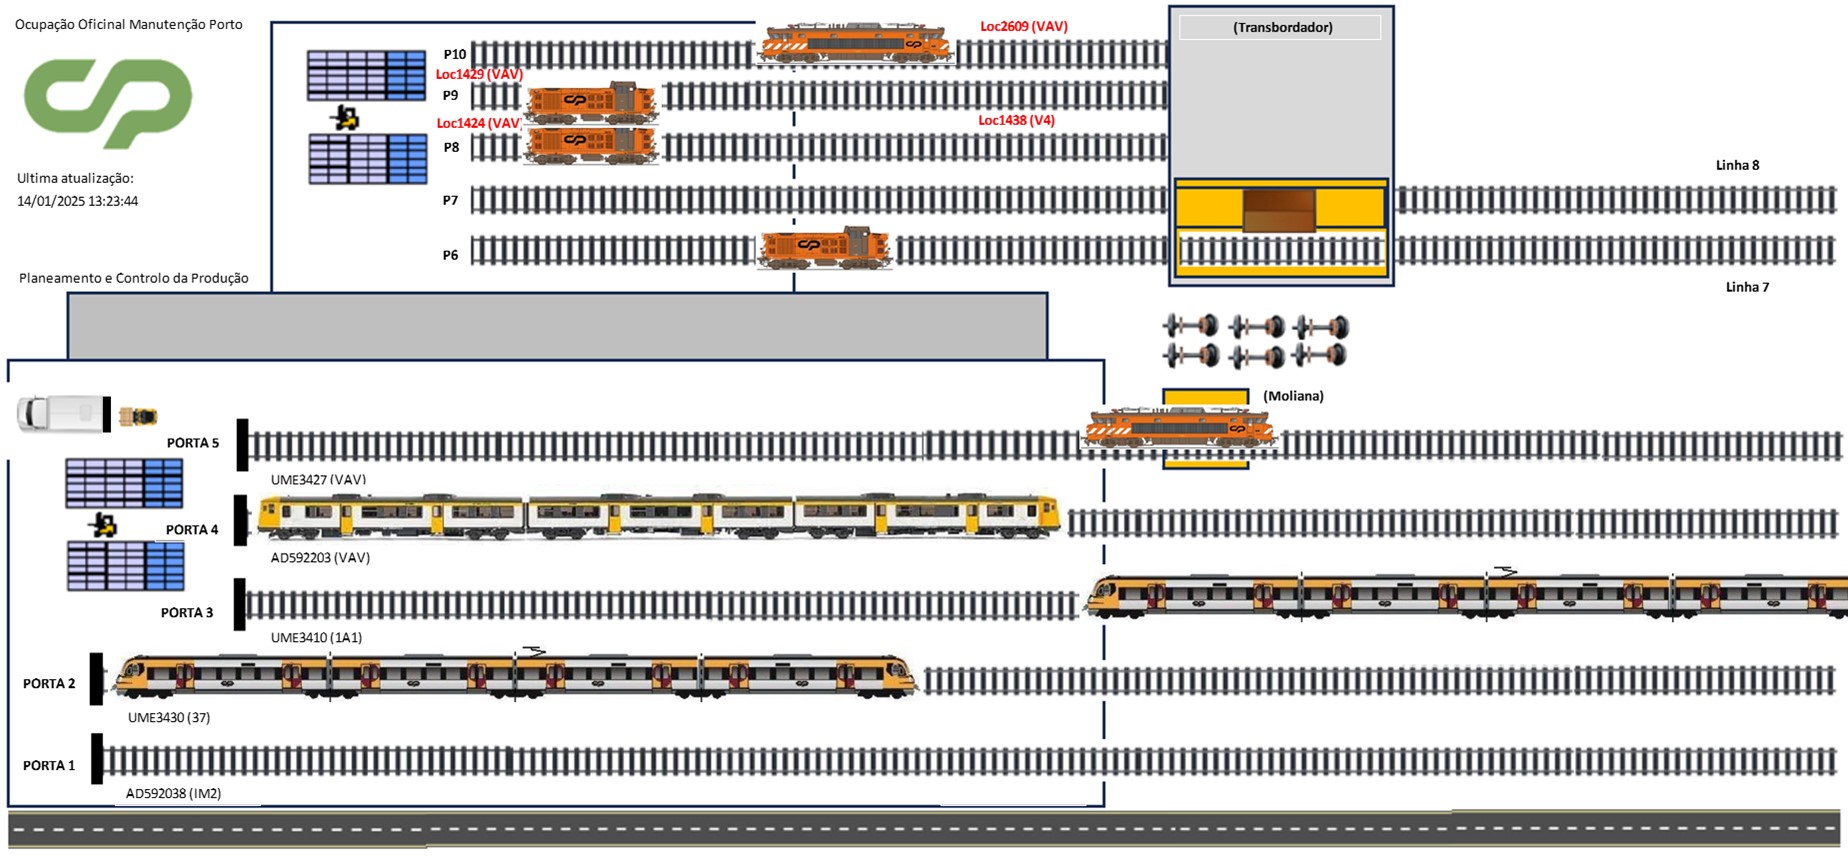 Ocupação Oficinal Manutenção Porto
Loc2609 (VAV)
(Transbordador)
P10
Loc1429 (VAV)
P9
Loc1424 (VAV)
Loc1438 (V4)
P8
Ultima atualização:
14/01/2025 13:23:44
Linha 8
P7
P6
Planeamento e Controlo da Produção
Linha 7
(Moliana)
PORTA 5
UME3427 (VAV)
PORTA 4
AD592203 (VAV)
PORTA 3
UME3410 (1A1)
PORTA 2
UME3430 (37)
PORTA 1
AD592038 (IM2)